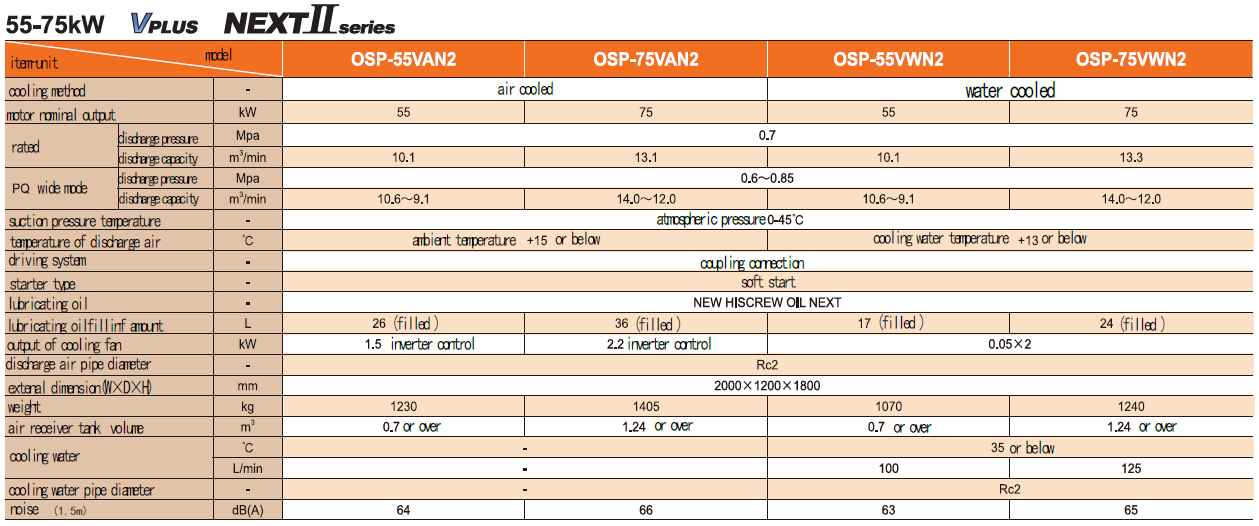 55-75kW VPLUS NEXTII series
item·unit model OSP-55VAN2 OSP-75VAN2 OSP-55VWN2 OSP-75VWN2
cooling method - air cooled water cooled
motor nominal output kW 55 75 55 75
rated discharge pressure Mpa 0.7
discharge capacity m³/min 10.1 13.1 10.1 13.3
PQ wide mode discharge pressure Mpa 0.6～0.85
discharge capacity m³/min 10.6～9.1 14.0～12.0 10.6～9.1 14.0～12.0
suction pressure temperature - atmospheric pressure 0-45℃
temperature of discharge air ℃ ambient temperature +15 or below cooling water temperature +13 or below
driving system - coupling connection
starter type - soft start
lubricating oil - NEW HISCREW OIL NEXT
lubricating oilfillinf amount L 26 (filled) 36 (filled) 17 (filled) 24 (filled)
output of cooling fan kW 1.5 inverter control 2.2 inverter control 0.05×2
discharge air pipe diameter - Rc2
extenal dimension(W×D×H) mm 2000×1200×1800
weight kg 1230 1405 1070 1240
air receiver tank volume m³ 0.7 or over 1.24 or over 0.7 or over 1.24 or over
cooling water ℃ - 35 or below
L/min - 100 125
cooling water pipe diameter - - Rc2
noise (1.5m) dB(A) 64 66 63 65